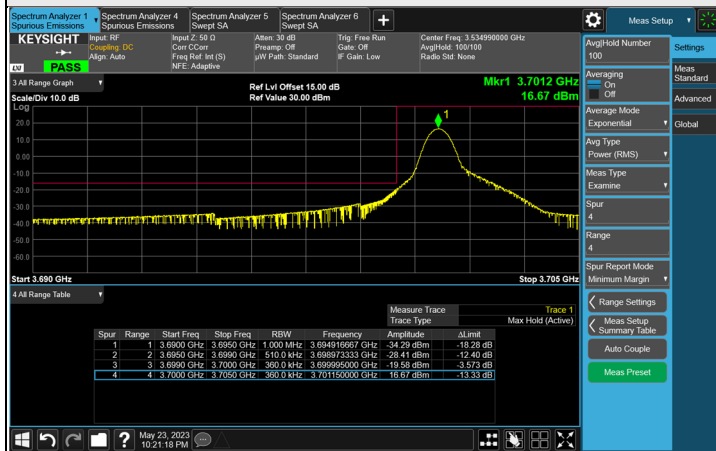 Spectrum Analyzer 1
Spurious Emissions
Spectrum Analyzer 4
Spurious Emissions
Spectrum Analyzer 5
Swept SA
Spectrum Analyzer 6
Swept SA
+
Meas Setup
KEYSIGHT
LXI
PASS
Input: RF
Coupling: DC
Align: Auto
Input Z: 50 Ω
Corr CCorr
Freq Ref: Int (S)
NFE: Adaptive
Atten: 30 dB
Preamp: Off
µW Path: Standard
Trig: Free Run
Gate: Off
IF Gain: Low
Center Freq: 3.534990000 GHz
Avg|Hold: 100/100
Radio Std: None
3 All Range Graph
Scale/Div 10.0 dB
Ref Lvl Offset 15.00 dB
Ref Value 30.00 dBm
Mkr1 3.7012 GHz
16.67 dBm
Log
20.0
10.0
0.00
-10.0
-20.0
-30.0
-40.0
-50.0
-60.0
1
Start 3.690 GHz
Stop 3.705 GHz
4 All Range Table
Measure Trace Trace 1
Trace Type Max Hold (Active)
Spur Range Start Freq Stop Freq RBW Frequency Amplitude ΔLimit
1 1 3.6900 GHz 3.6950 GHz 1.000 MHz 3.694916667 GHz -34.29 dBm -18.28 dB
2 2 3.6950 GHz 3.6990 GHz 510.0 kHz 3.698973333 GHz -28.41 dBm -12.40 dB
3 3 3.6990 GHz 3.7000 GHz 360.0 kHz 3.699995000 GHz -19.58 dBm -3.573 dB
4 4 3.7000 GHz 3.7050 GHz 360.0 kHz 3.701150000 GHz 16.67 dBm -13.33 dB
Avg|Hold Number
100
Averaging
On
Off
Average Mode
Exponential
Avg Type
Power (RMS)
Meas Type
Examine
Spur
4
Range
4
Spur Report Mode
Minimum Margin
Range Settings
Meas Setup
Summary Table
Auto Couple
Meas Preset
Settings
Meas
Standard
Advanced
Global
?
May 23, 2023
10:21:18 PM